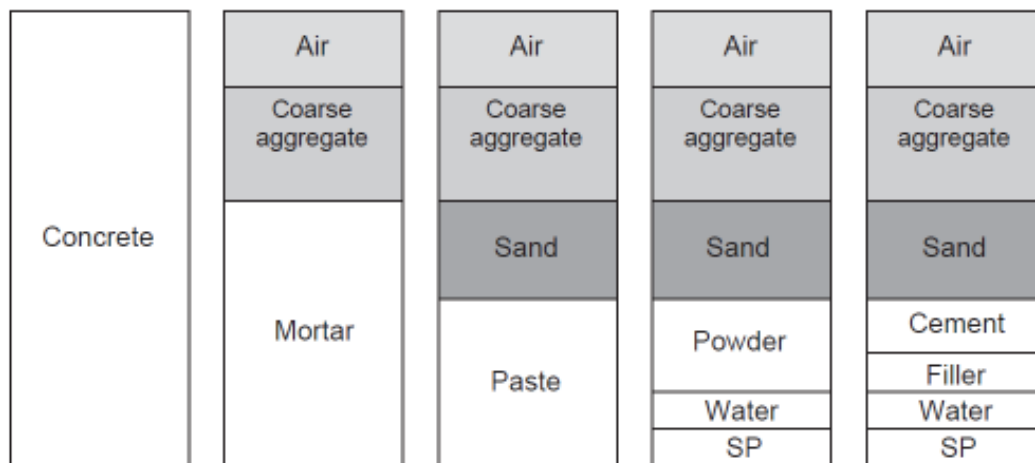 Concrete
Air
Coarse
aggregate
Mortar
Air
Coarse
aggregate
Sand
Paste
Air
Coarse
aggregate
Sand
Powder
Water
SP
Air
Coarse
aggregate
Sand
Cement
Filler
Water
SP